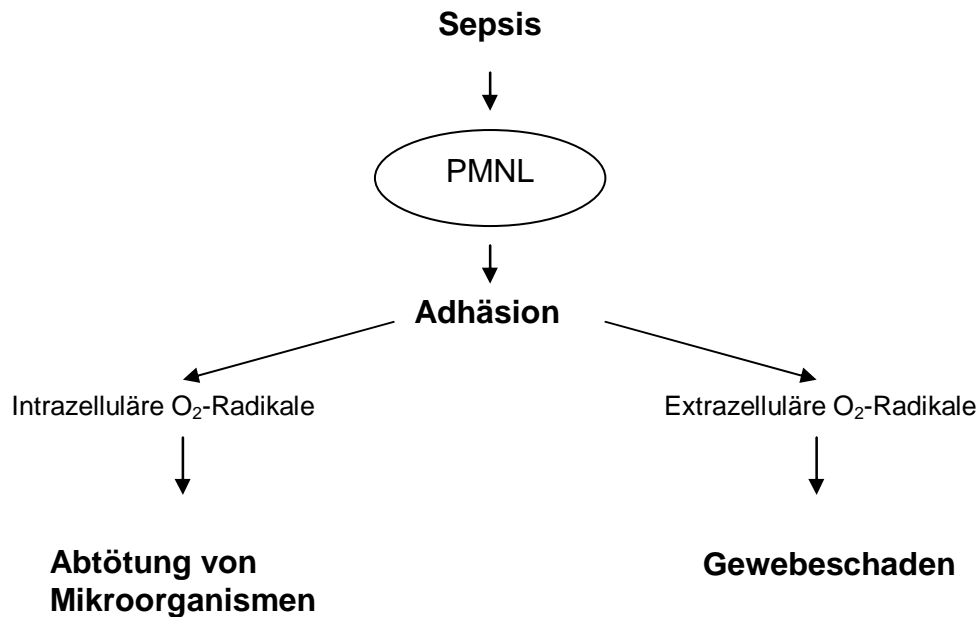 Sepsis
PMNL
Adhäsion
Intrazelluläre O₂-Radikale
Extrazelluläre O₂-Radikale
Abtötung von
Mikroorganismen
Gewebeschaden